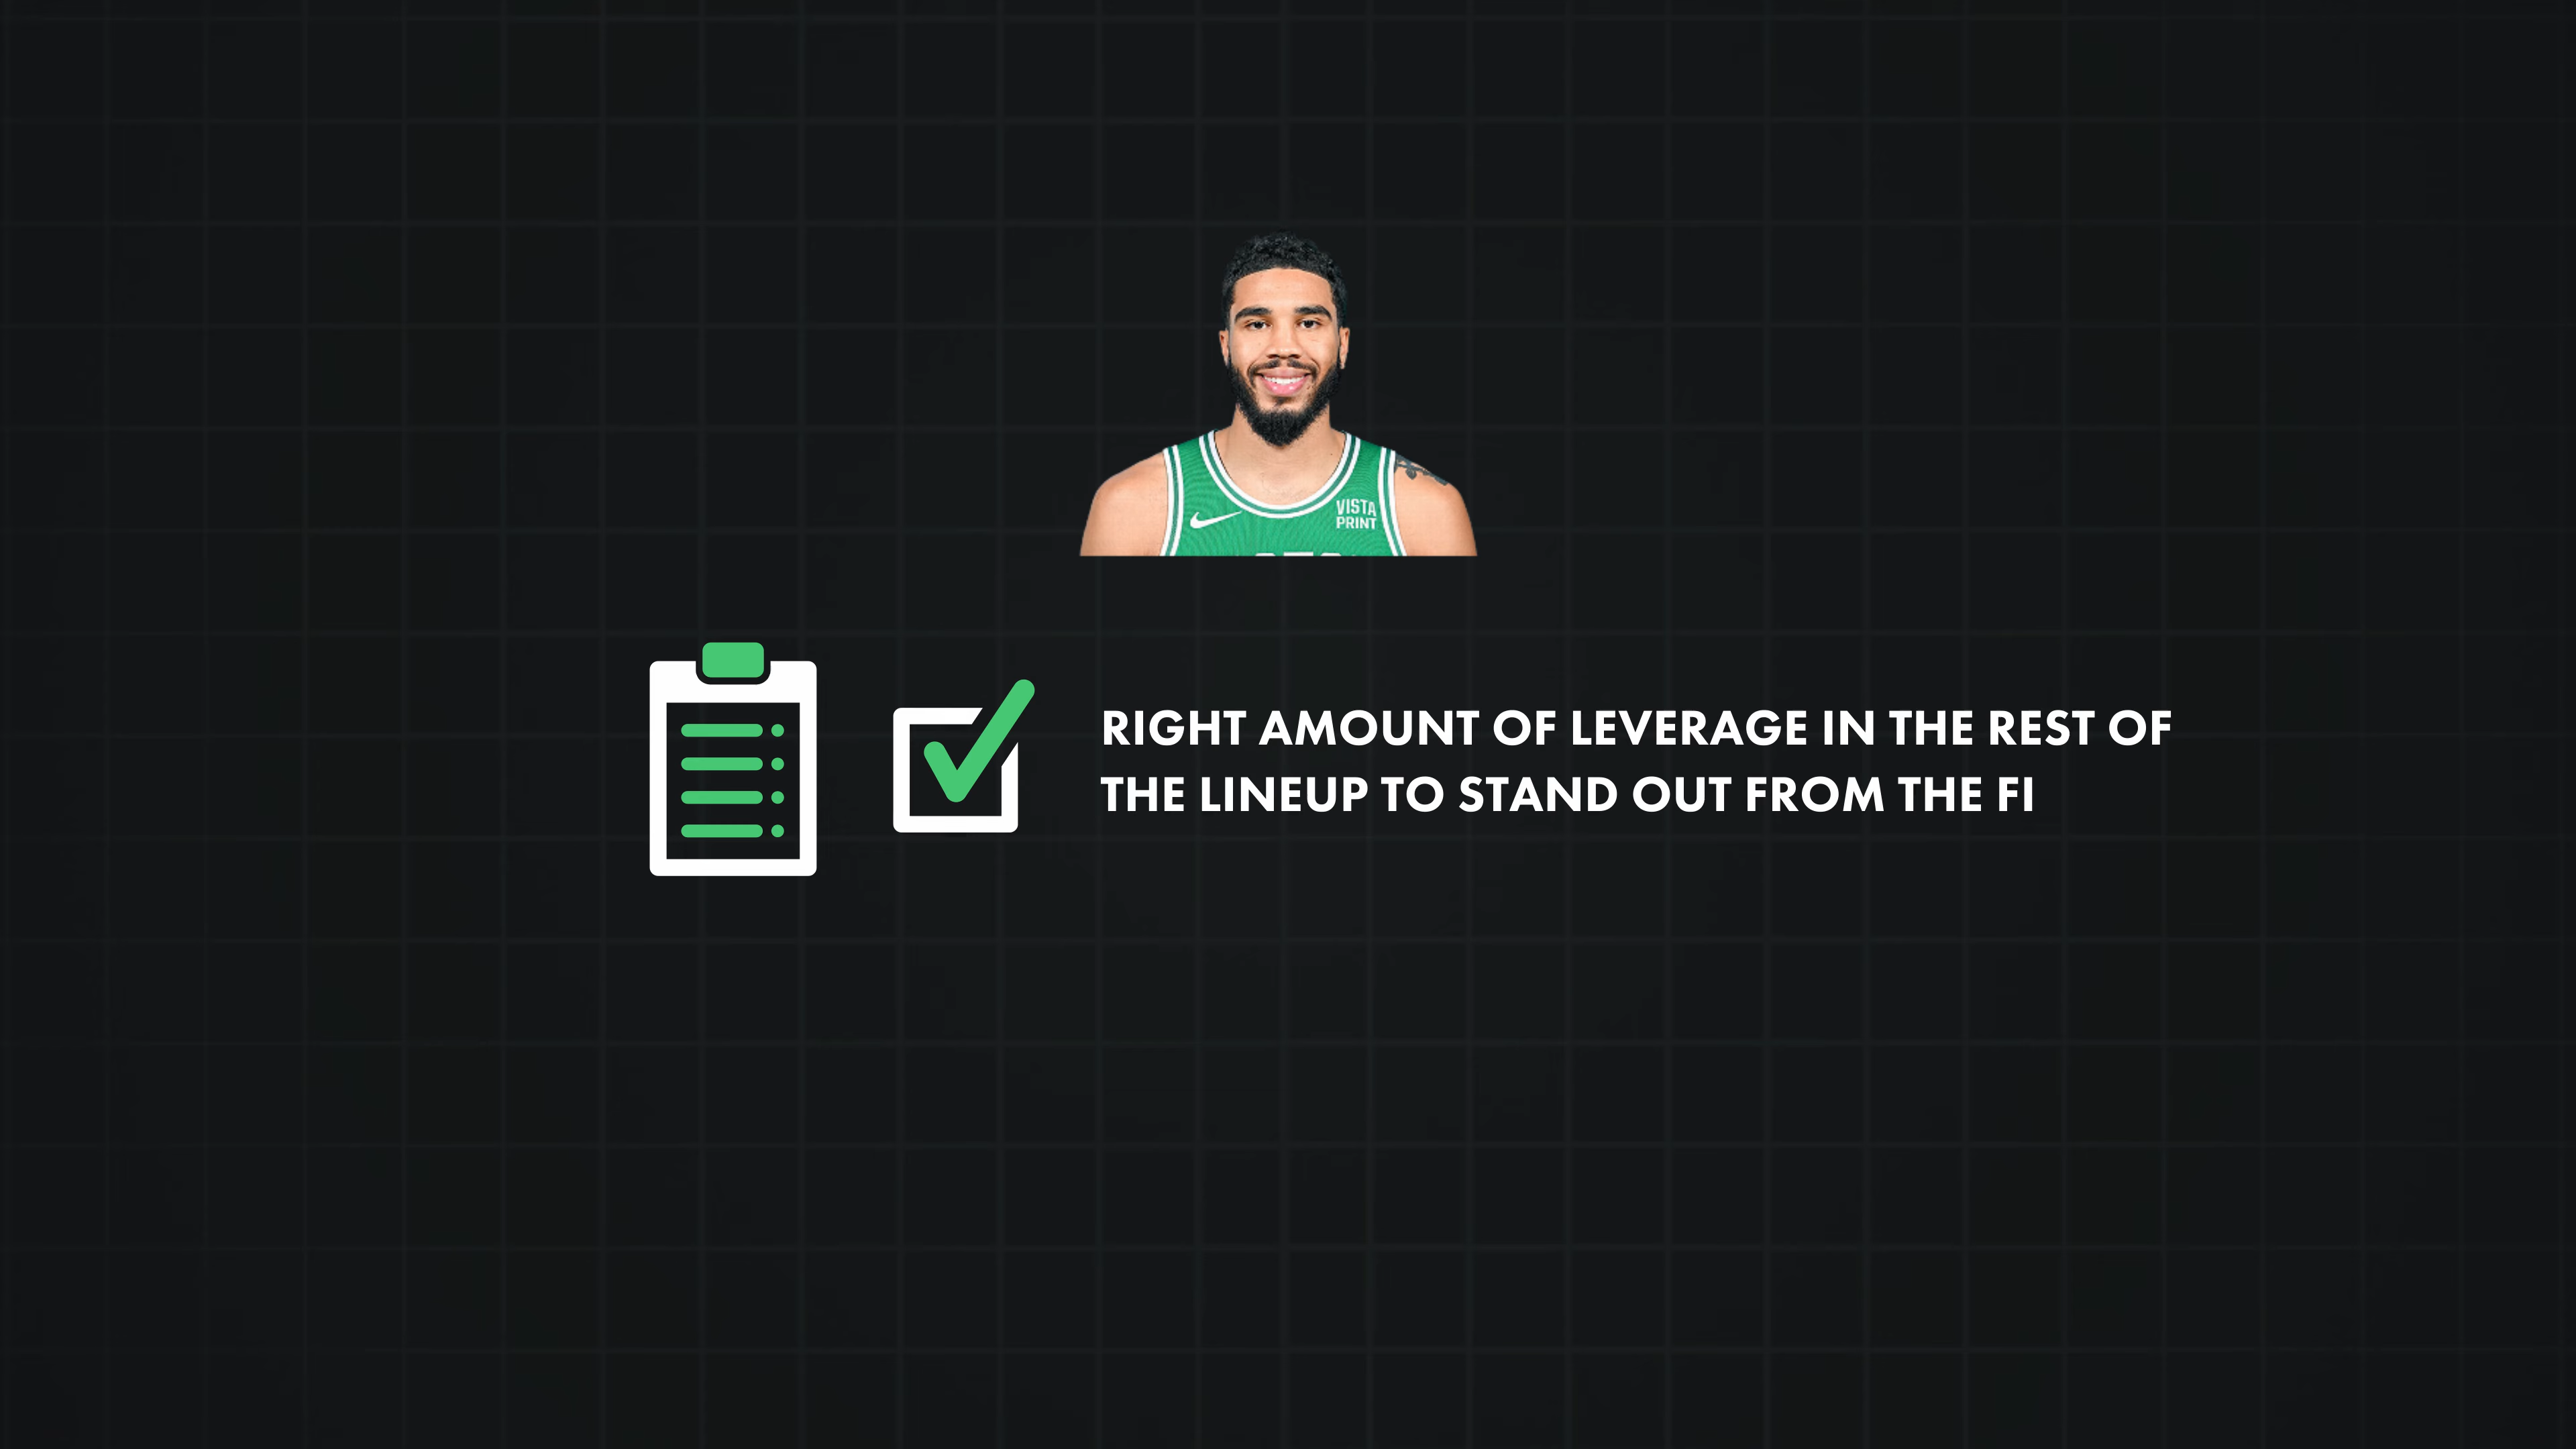 VISTA
PRINT
RIGHT AMOUNT OF LEVERAGE IN THE REST OF
THE LINEUP TO STAND OUT FROM THE FI